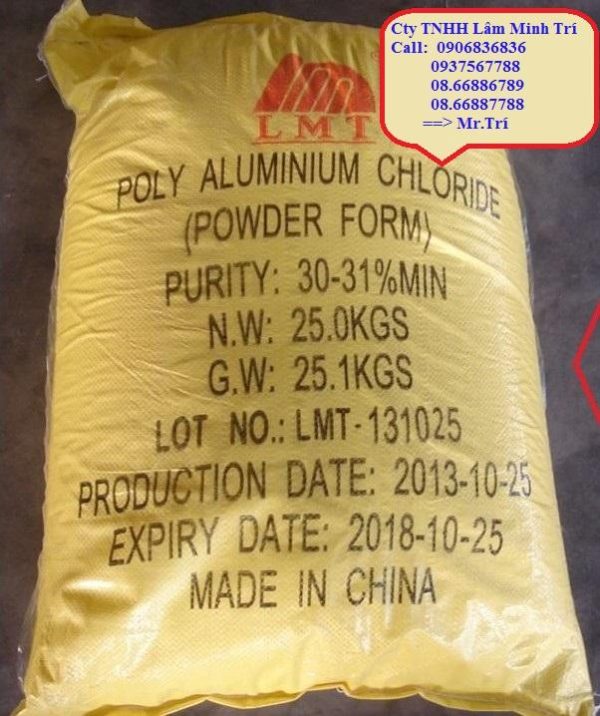 Cty TNHH Lâm Minh Trí
Call: 0906836836
0937567788
08.66886789
08.66887788
==> Mr.Trí
LMT
POLY ALUMINIUM CHLORIDE
(POWDER FORM)
PURITY: 30-31%MIN
N.W: 25.0KGS
G.W: 25.1KGS
LOT NO.: LMT-131025
PRODUCTION DATE: 2013-10-25
EXPIRY DATE: 2018-10-25
MADE IN CHINA